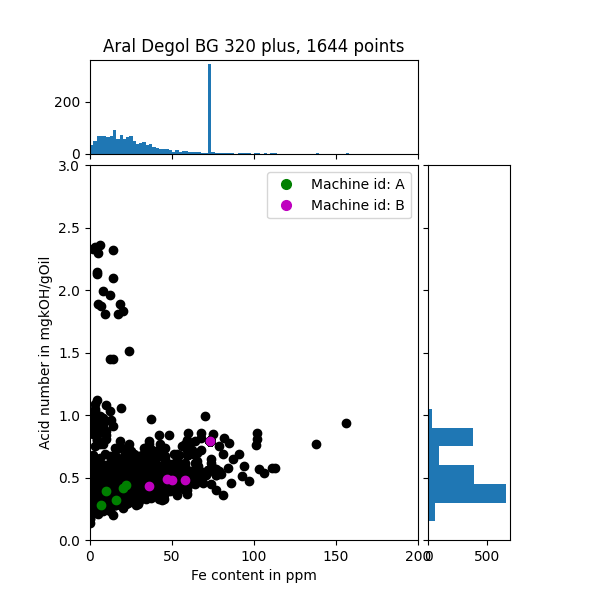 Aral Degol BG 320 plus, 1644 points
200
0
3.0
2.5
2.0
1.5
1.0
0.5
0.0
Acid number in mgkOH/gOil
Machine id: A
Machine id: B
0 50 100 150 200
0 500
Fe content in ppm